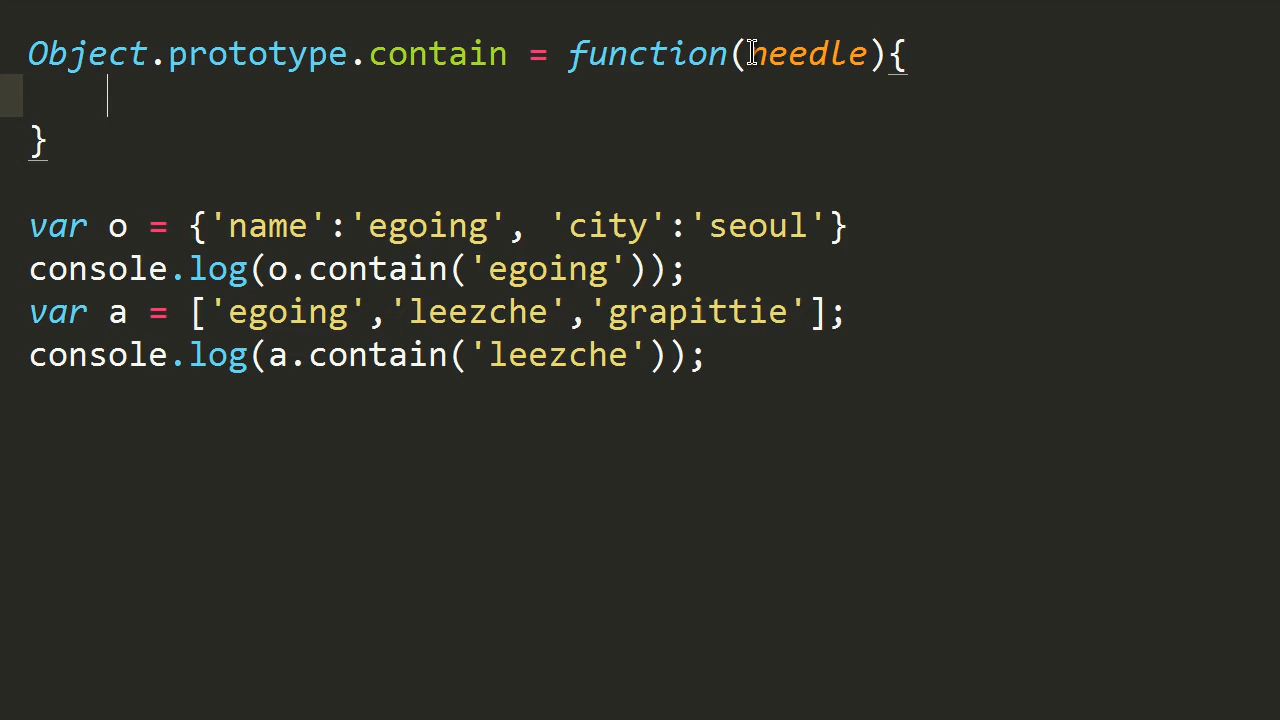 Object.prototype.contain = function(needle){
}
var o = {'name':'egoing', 'city':'seoul'}
console.log(o.contain('egoing'));
var a = ['egoing','leezche','grapittie'];
console.log(a.contain('leezche'));